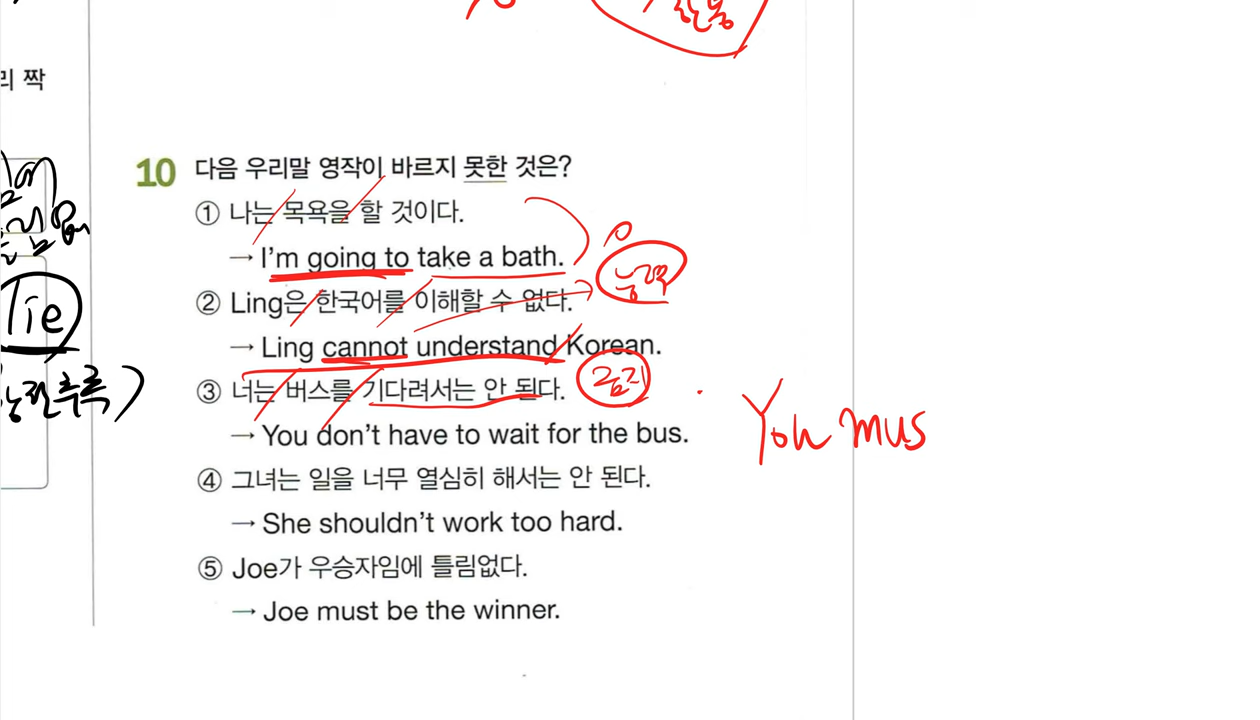 리 짝
10 다음 우리말 영작이 바르지 못한 것은?
① 나는 목욕을 할 것이다.
→ I'm going to take a bath.
능력
② Ling은 한국어를 이해할 수 없다.
→ Ling cannot understand Korean.
Tie
③ 너는 버스를 기다려서는 안 된다. 금지
→ You don't have to wait for the bus.
You mus
④ 그녀는 일을 너무 열심히 해서는 안 된다.
→ She shouldn't work too hard.
⑤ Joe가 우승자임에 틀림없다.
→ Joe must be the winner.